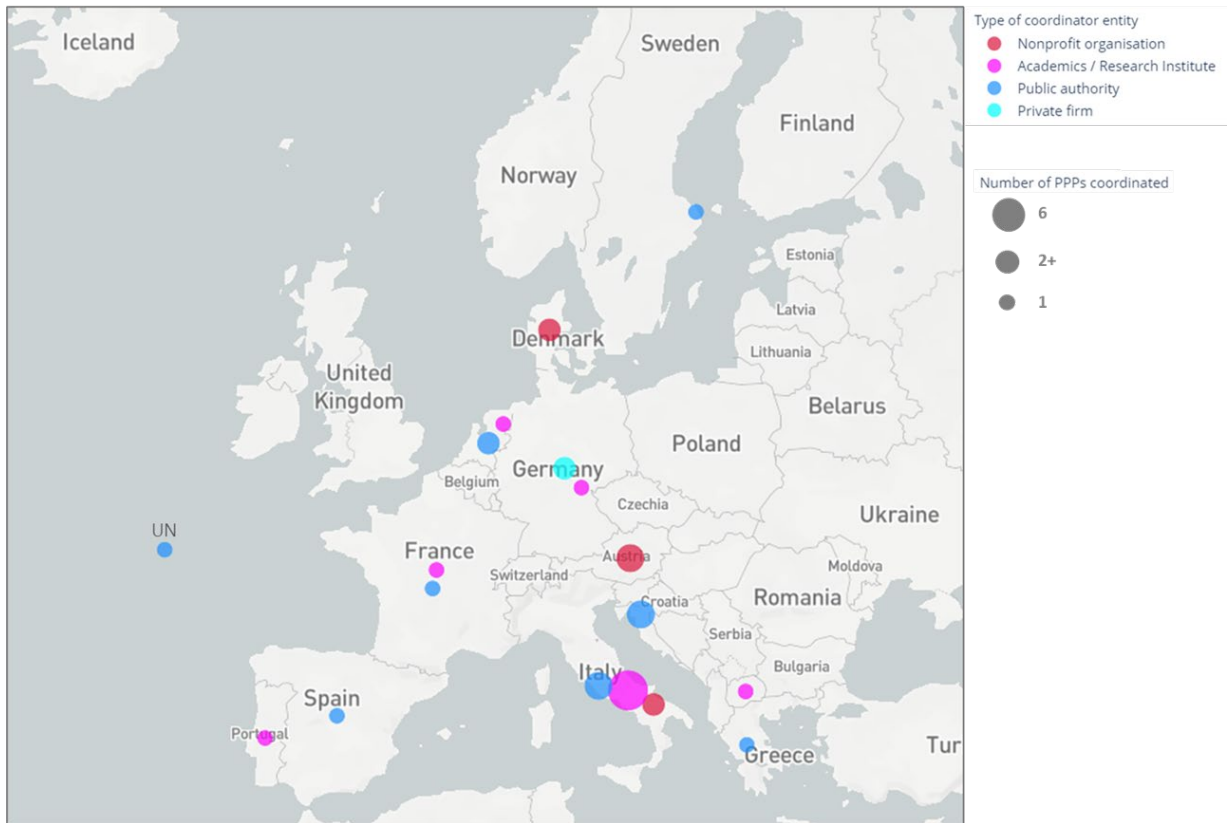 Iceland
Sweden
Finland
Norway
Estonia
Latvia
Denmark
Lithuania
United
Kingdom
Belarus
Poland
Germany
Belgium
Czechia
Ukraine
UN
France
Austria
Moldova
Switzerland
Croatia
Romania
Serbia
Bulgaria
Italy
Spain
Portugal
Greece
Tur
Type of coordinator entity
Nonprofit organisation
Academics / Research Institute
Public authority
Private firm
Number of PPPs coordinated
6
2+
1